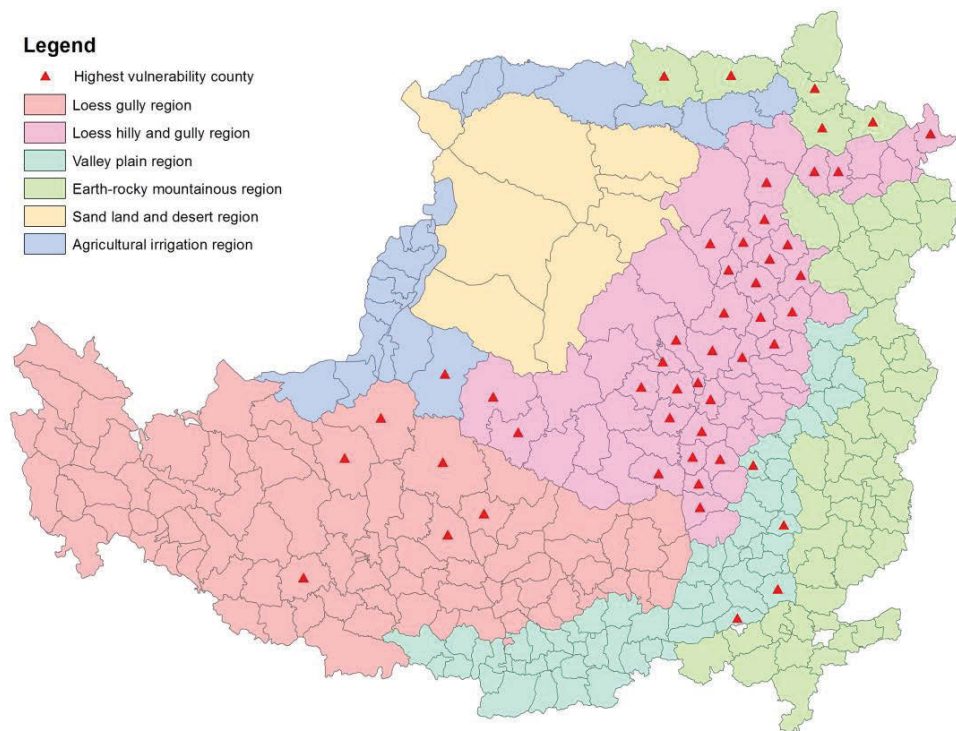 Legend
Highest vulnerability county
Loess gully region
Loess hilly and gully region
Valley plain region
Earth-rocky mountainous region
Sand land and desert region
Agricultural irrigation region